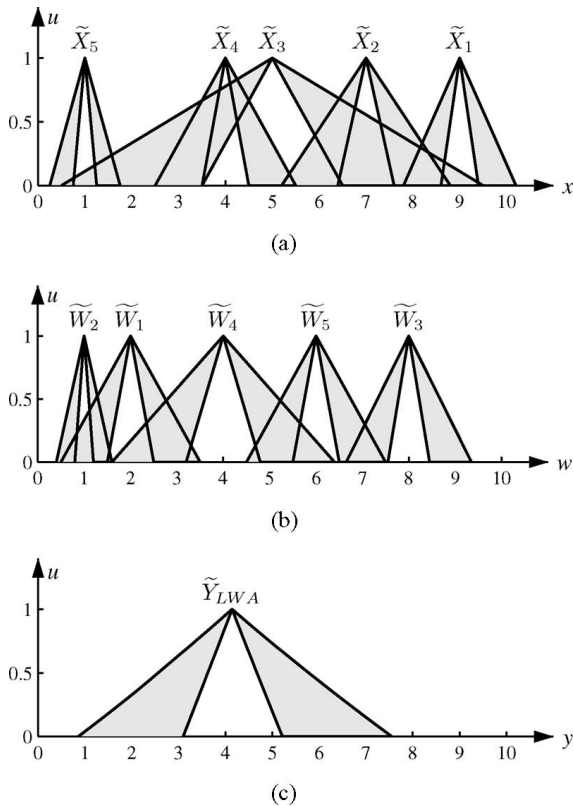 u
X̃₅ X̃₄ X̃₃ X̃₂ X̃₁
1
0.5
0
0 1 2 3 4 5 6 7 8 9 10 x
(a)
u
W̃₂ W̃₁ W̃₄ W̃₅ W̃₃
1
0.5
0
0 1 2 3 4 5 6 7 8 9 10 w
(b)
u
Ỹ_LWA
1
0.5
0
0 1 2 3 4 5 6 7 8 9 10 y
(c)